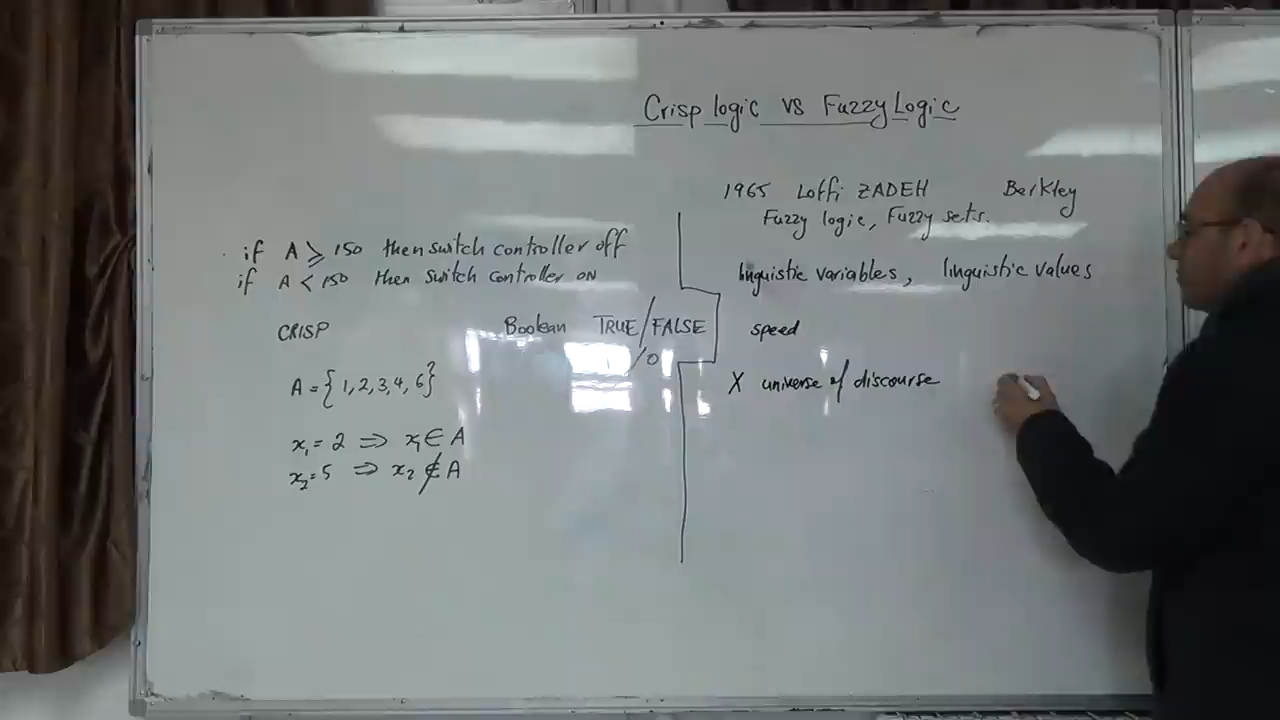 Crisp logic vs Fuzzy Logic
if A ⩾ 150 then switch controller off
if A < 150 then switch controller ON
CRISP Boolean TRUE/FALSE
1/0
A = {1, 2, 3, 4, 6}
x₁ = 2 ⇒ x₁ ∈ A
x₂ = 5 ⇒ x₂ ∉ A
1965 Loffi ZADEH Berkley
Fuzzy logic, Fuzzy sets.
linguistic variables, linguistic values
speed
X universe of discourse